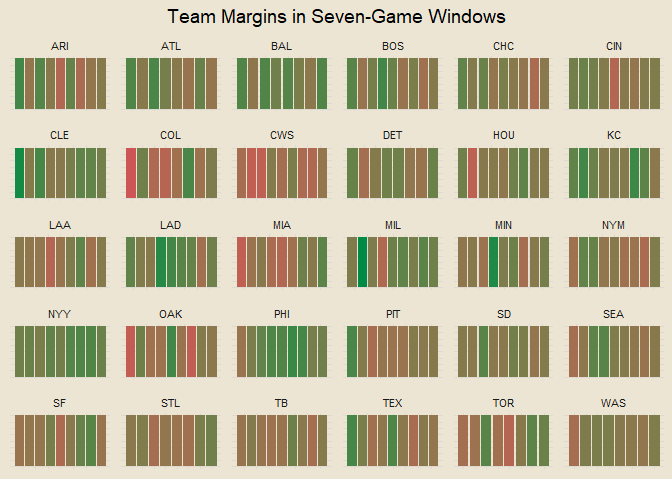 Team Margins in Seven-Game Windows
ARI ATL BAL BOS CHC CIN
CLE COL CWS DET HOU KC
LAA LAD MIA MIL MIN NYM
NYY OAK PHI PIT SD SEA
SF STL TB TEX TOR WAS